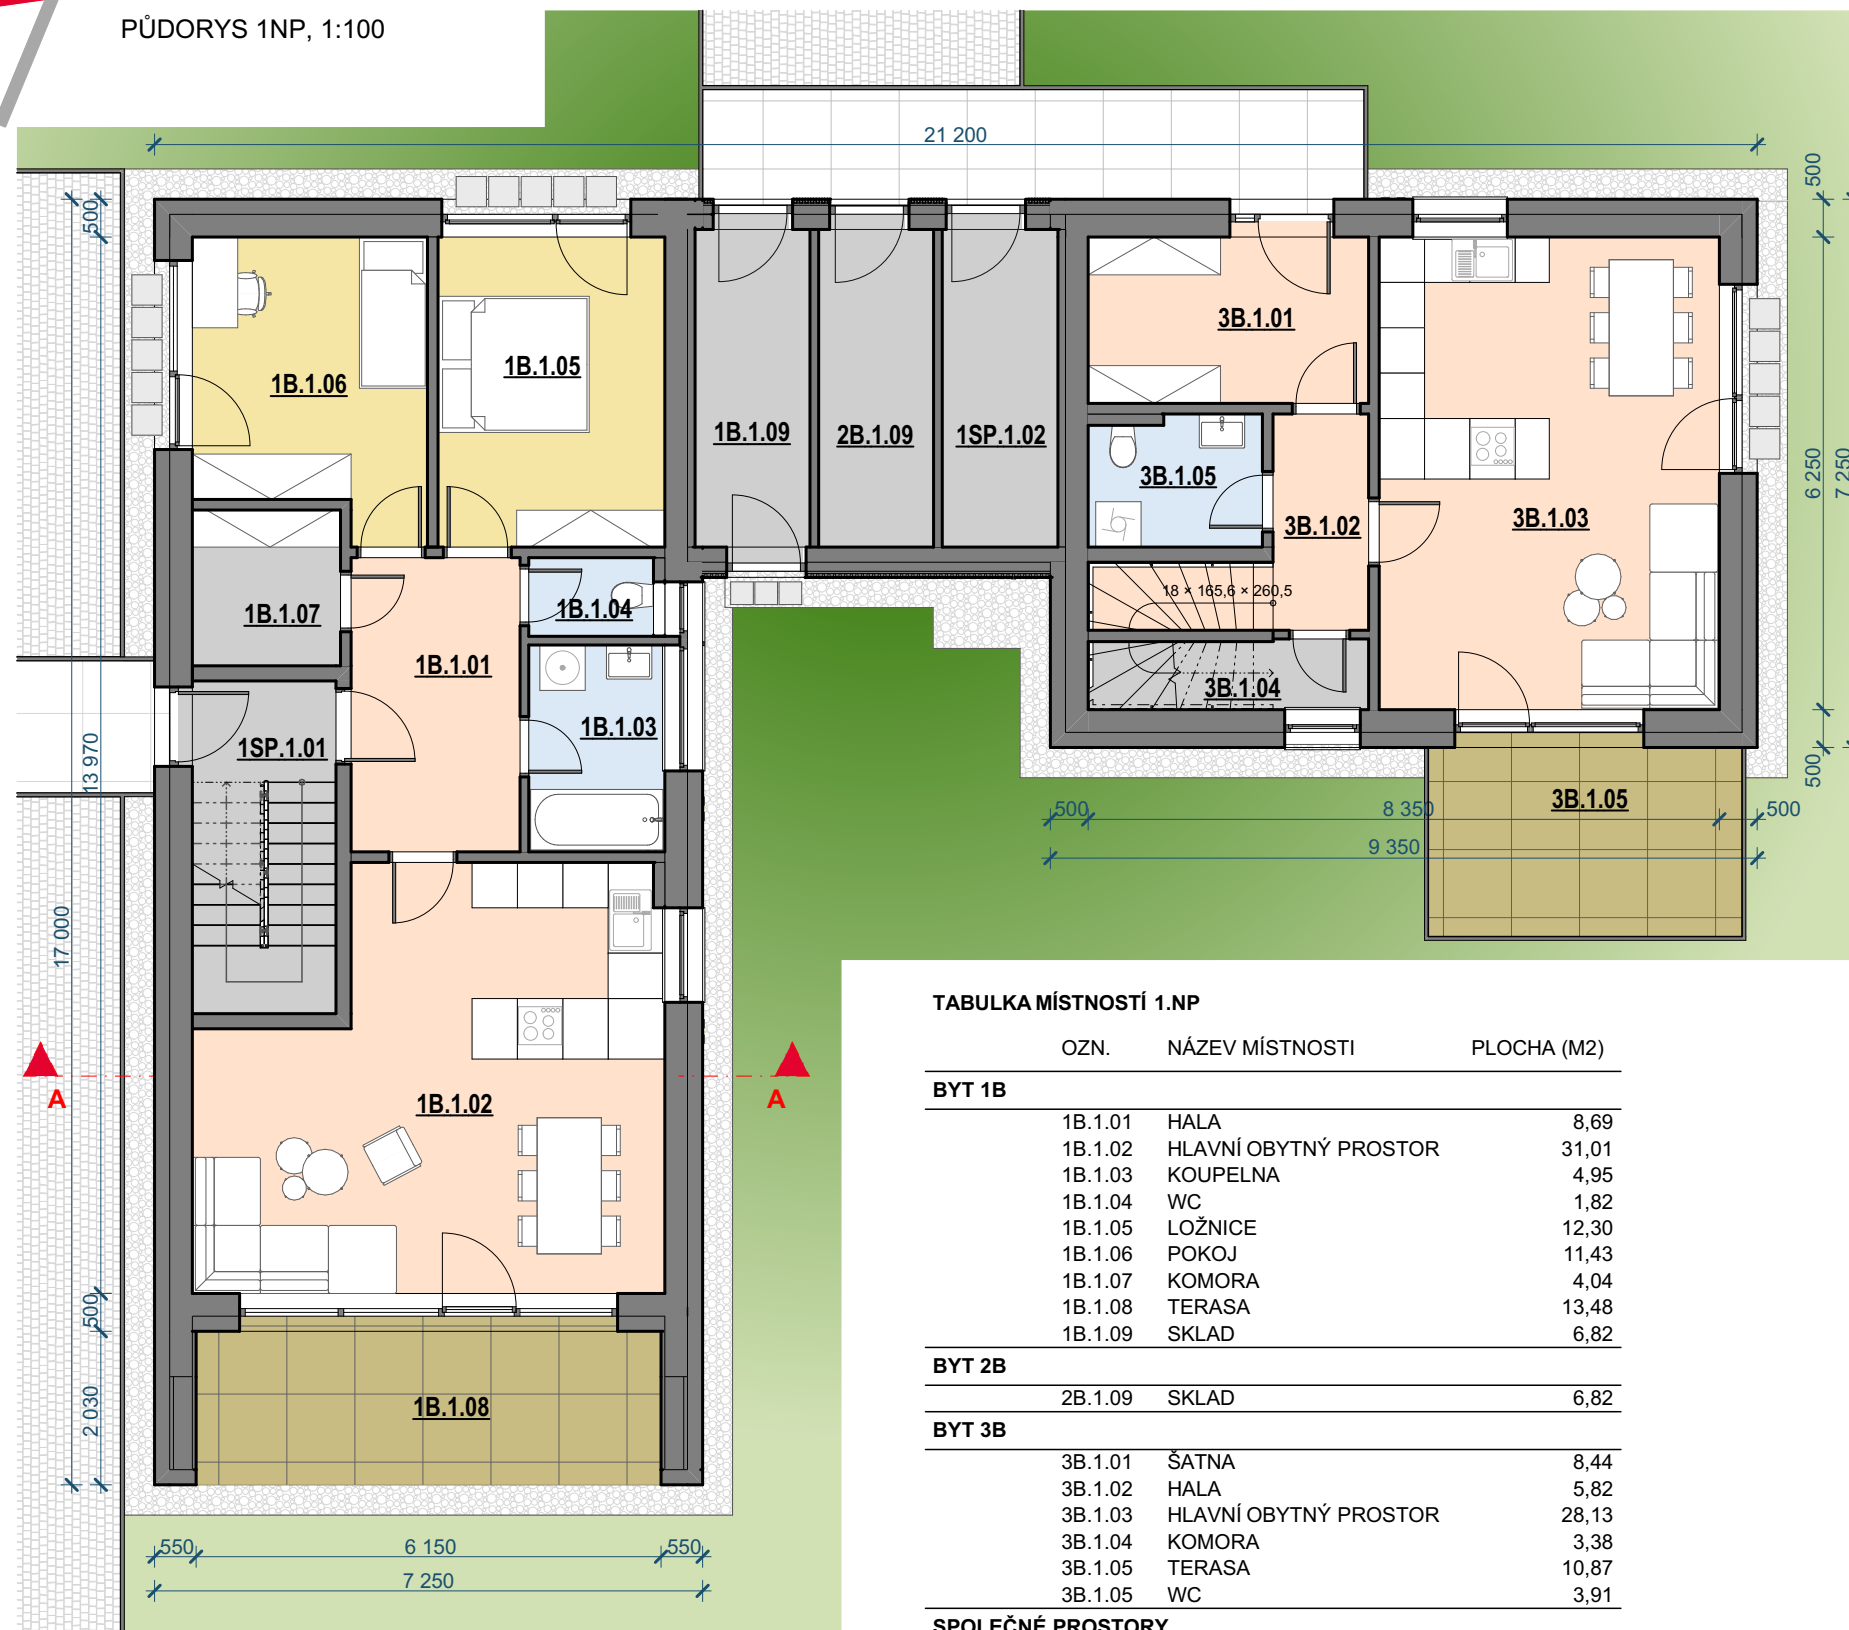 PŮDORYS 1NP, 1:100
21 200
500
500
1B.1.06
1B.1.05
1B.1.09
2B.1.09
1SP.1.02
3B.1.01
3B.1.05
3B.1.02
3B.1.03
6 250
7 250
18 × 165,6 × 260,5
1B.1.07
1B.1.04
1B.1.01
1B.1.03
3B.1.04
1SP.1.01
13 970
500
500
8 350
500
3B.1.05
9 350
17 000
A
A
1B.1.02
500
2 030
1B.1.08
550
6 150
550
7 250
TABULKA MÍSTNOSTÍ 1.NP
OZN. NÁZEV MÍSTNOSTI PLOCHA (M2)
BYT 1B
1B.1.01 HALA 8,69
1B.1.02 HLAVNÍ OBYTNÝ PROSTOR 31,01
1B.1.03 KOUPELNA 4,95
1B.1.04 WC 1,82
1B.1.05 LOŽNICE 12,30
1B.1.06 POKOJ 11,43
1B.1.07 KOMORA 4,04
1B.1.08 TERASA 13,48
1B.1.09 SKLAD 6,82
BYT 2B
2B.1.09 SKLAD 6,82
BYT 3B
3B.1.01 ŠATNA 8,44
3B.1.02 HALA 5,82
3B.1.03 HLAVNÍ OBYTNÝ PROSTOR 28,13
3B.1.04 KOMORA 3,38
3B.1.05 TERASA 10,87
3B.1.05 WC 3,91
SPOLEČNÉ PROSTORY